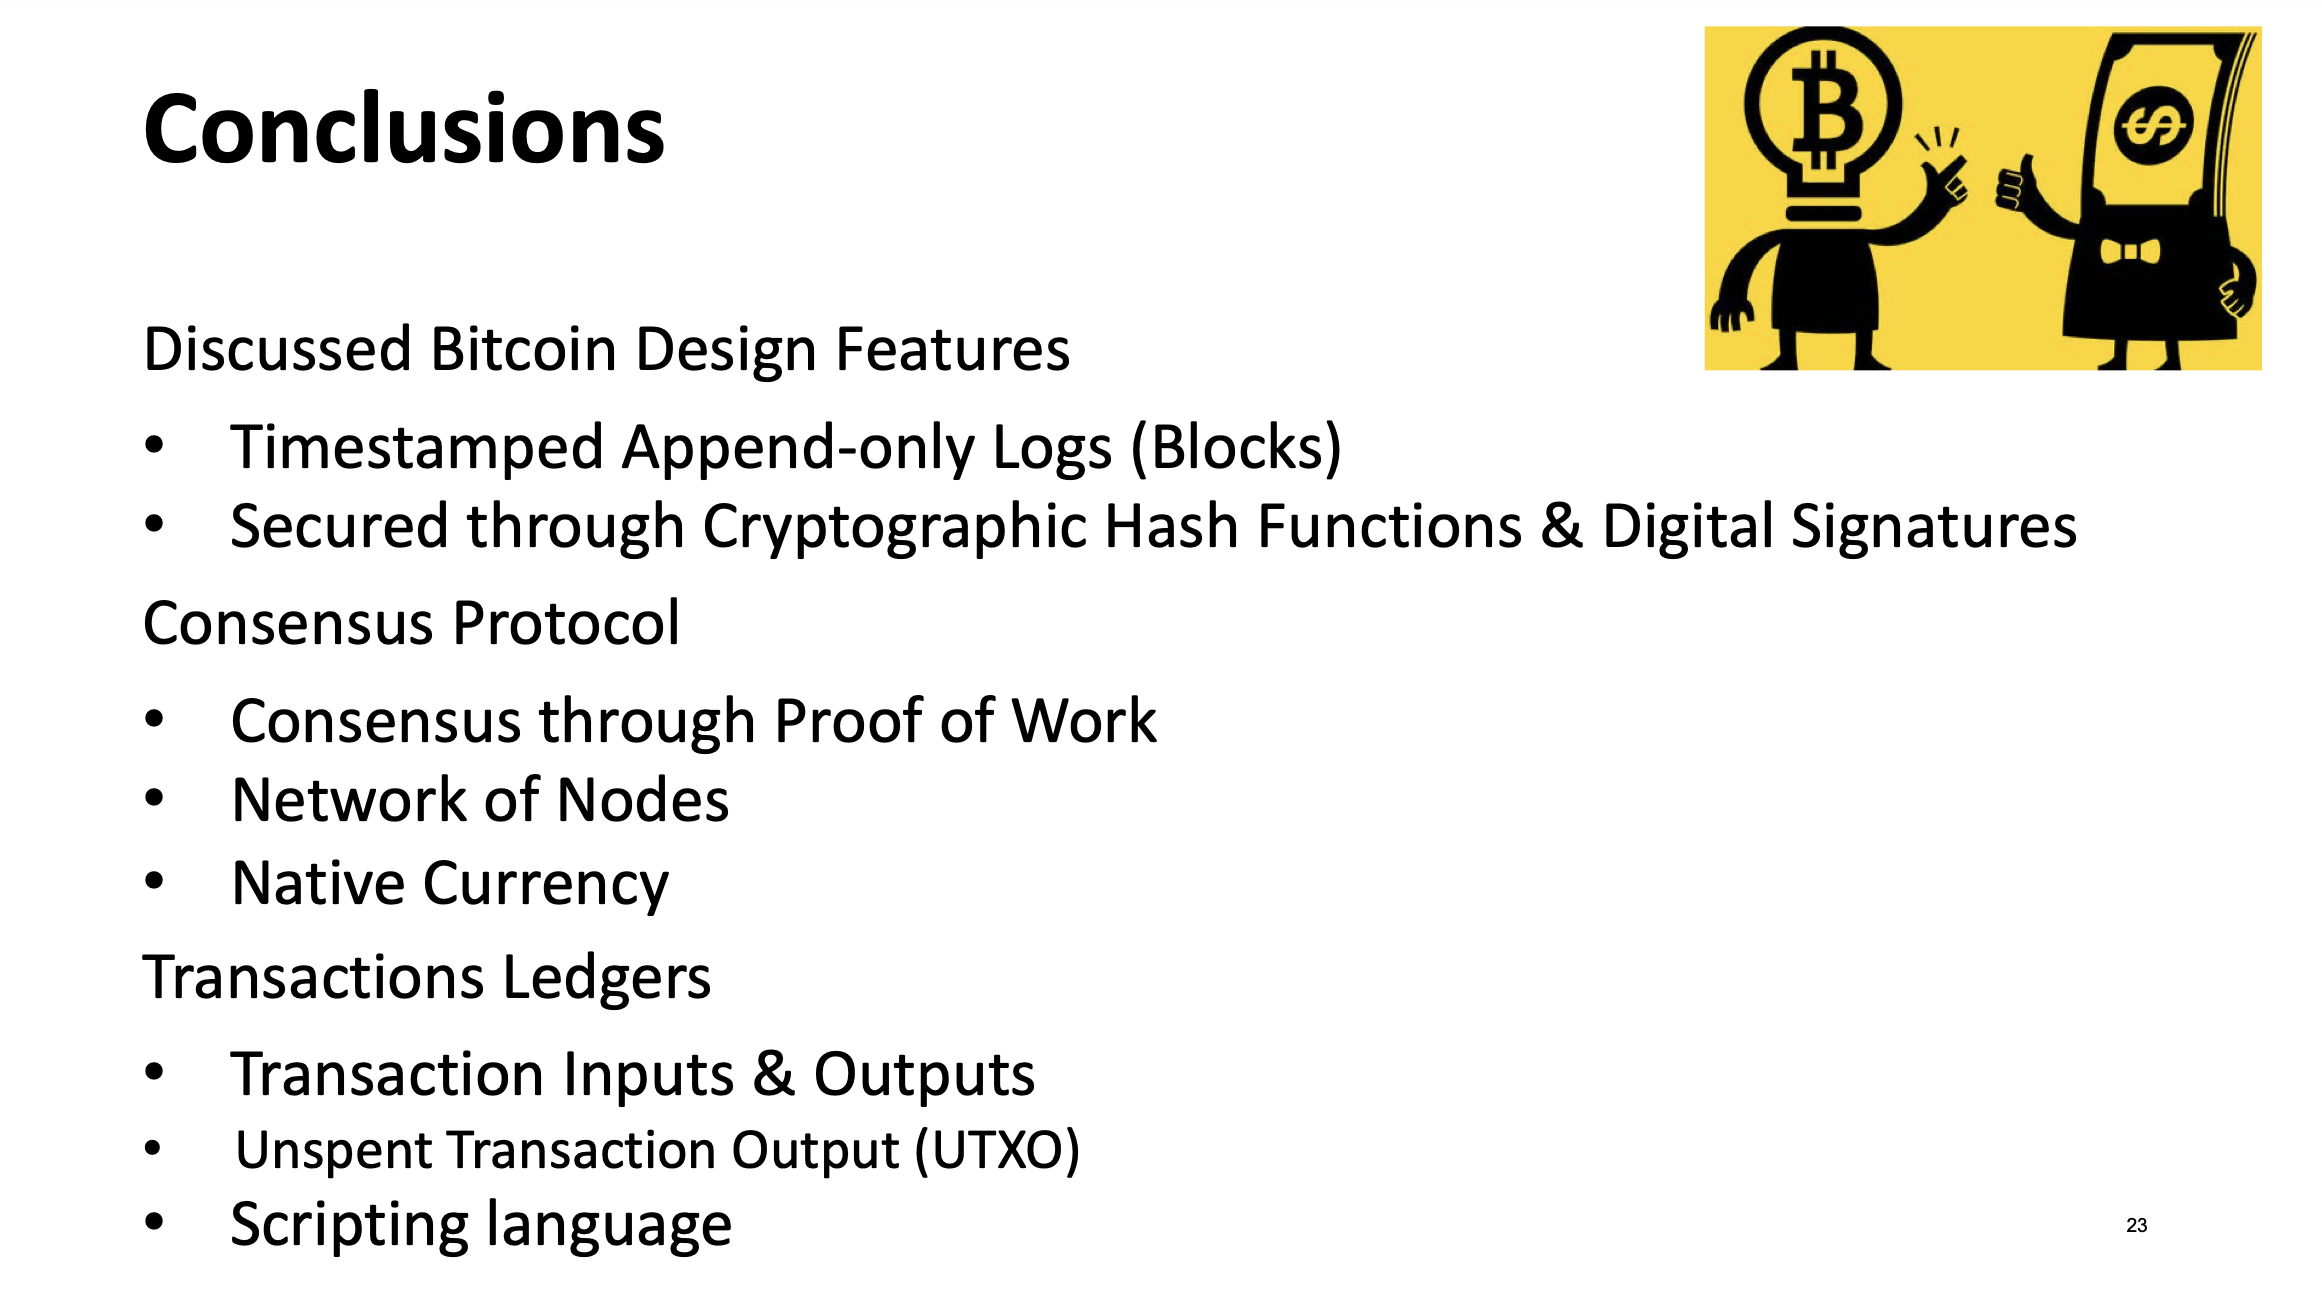 Conclusions
Discussed Bitcoin Design Features
• Timestamped Append-only Logs (Blocks)
• Secured through Cryptographic Hash Functions & Digital Signatures
Consensus Protocol
• Consensus through Proof of Work
• Network of Nodes
• Native Currency
Transactions Ledgers
• Transaction Inputs & Outputs
• Unspent Transaction Output (UTXO)
• Scripting language
23